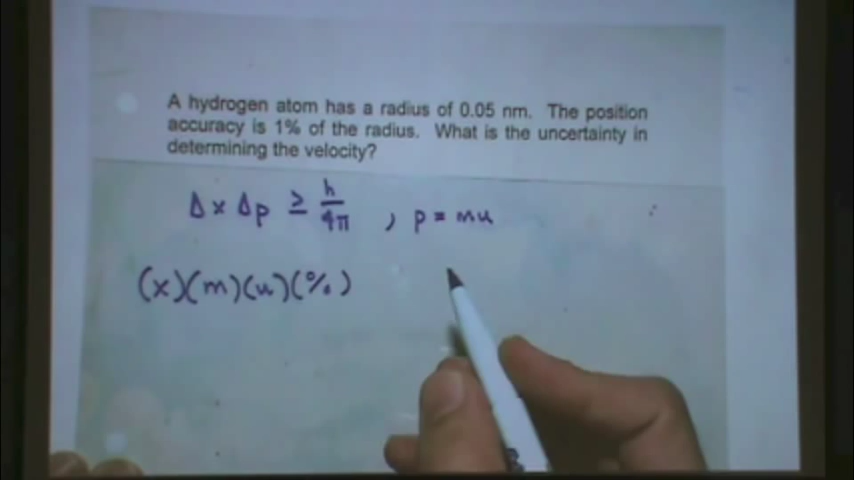 A hydrogen atom has a radius of 0.05 nm. The position
accuracy is 1% of the radius. What is the uncertainty in
determining the velocity?
Δx Δp ≥ h/4π , p = mu
(x)(m)(u)(%)